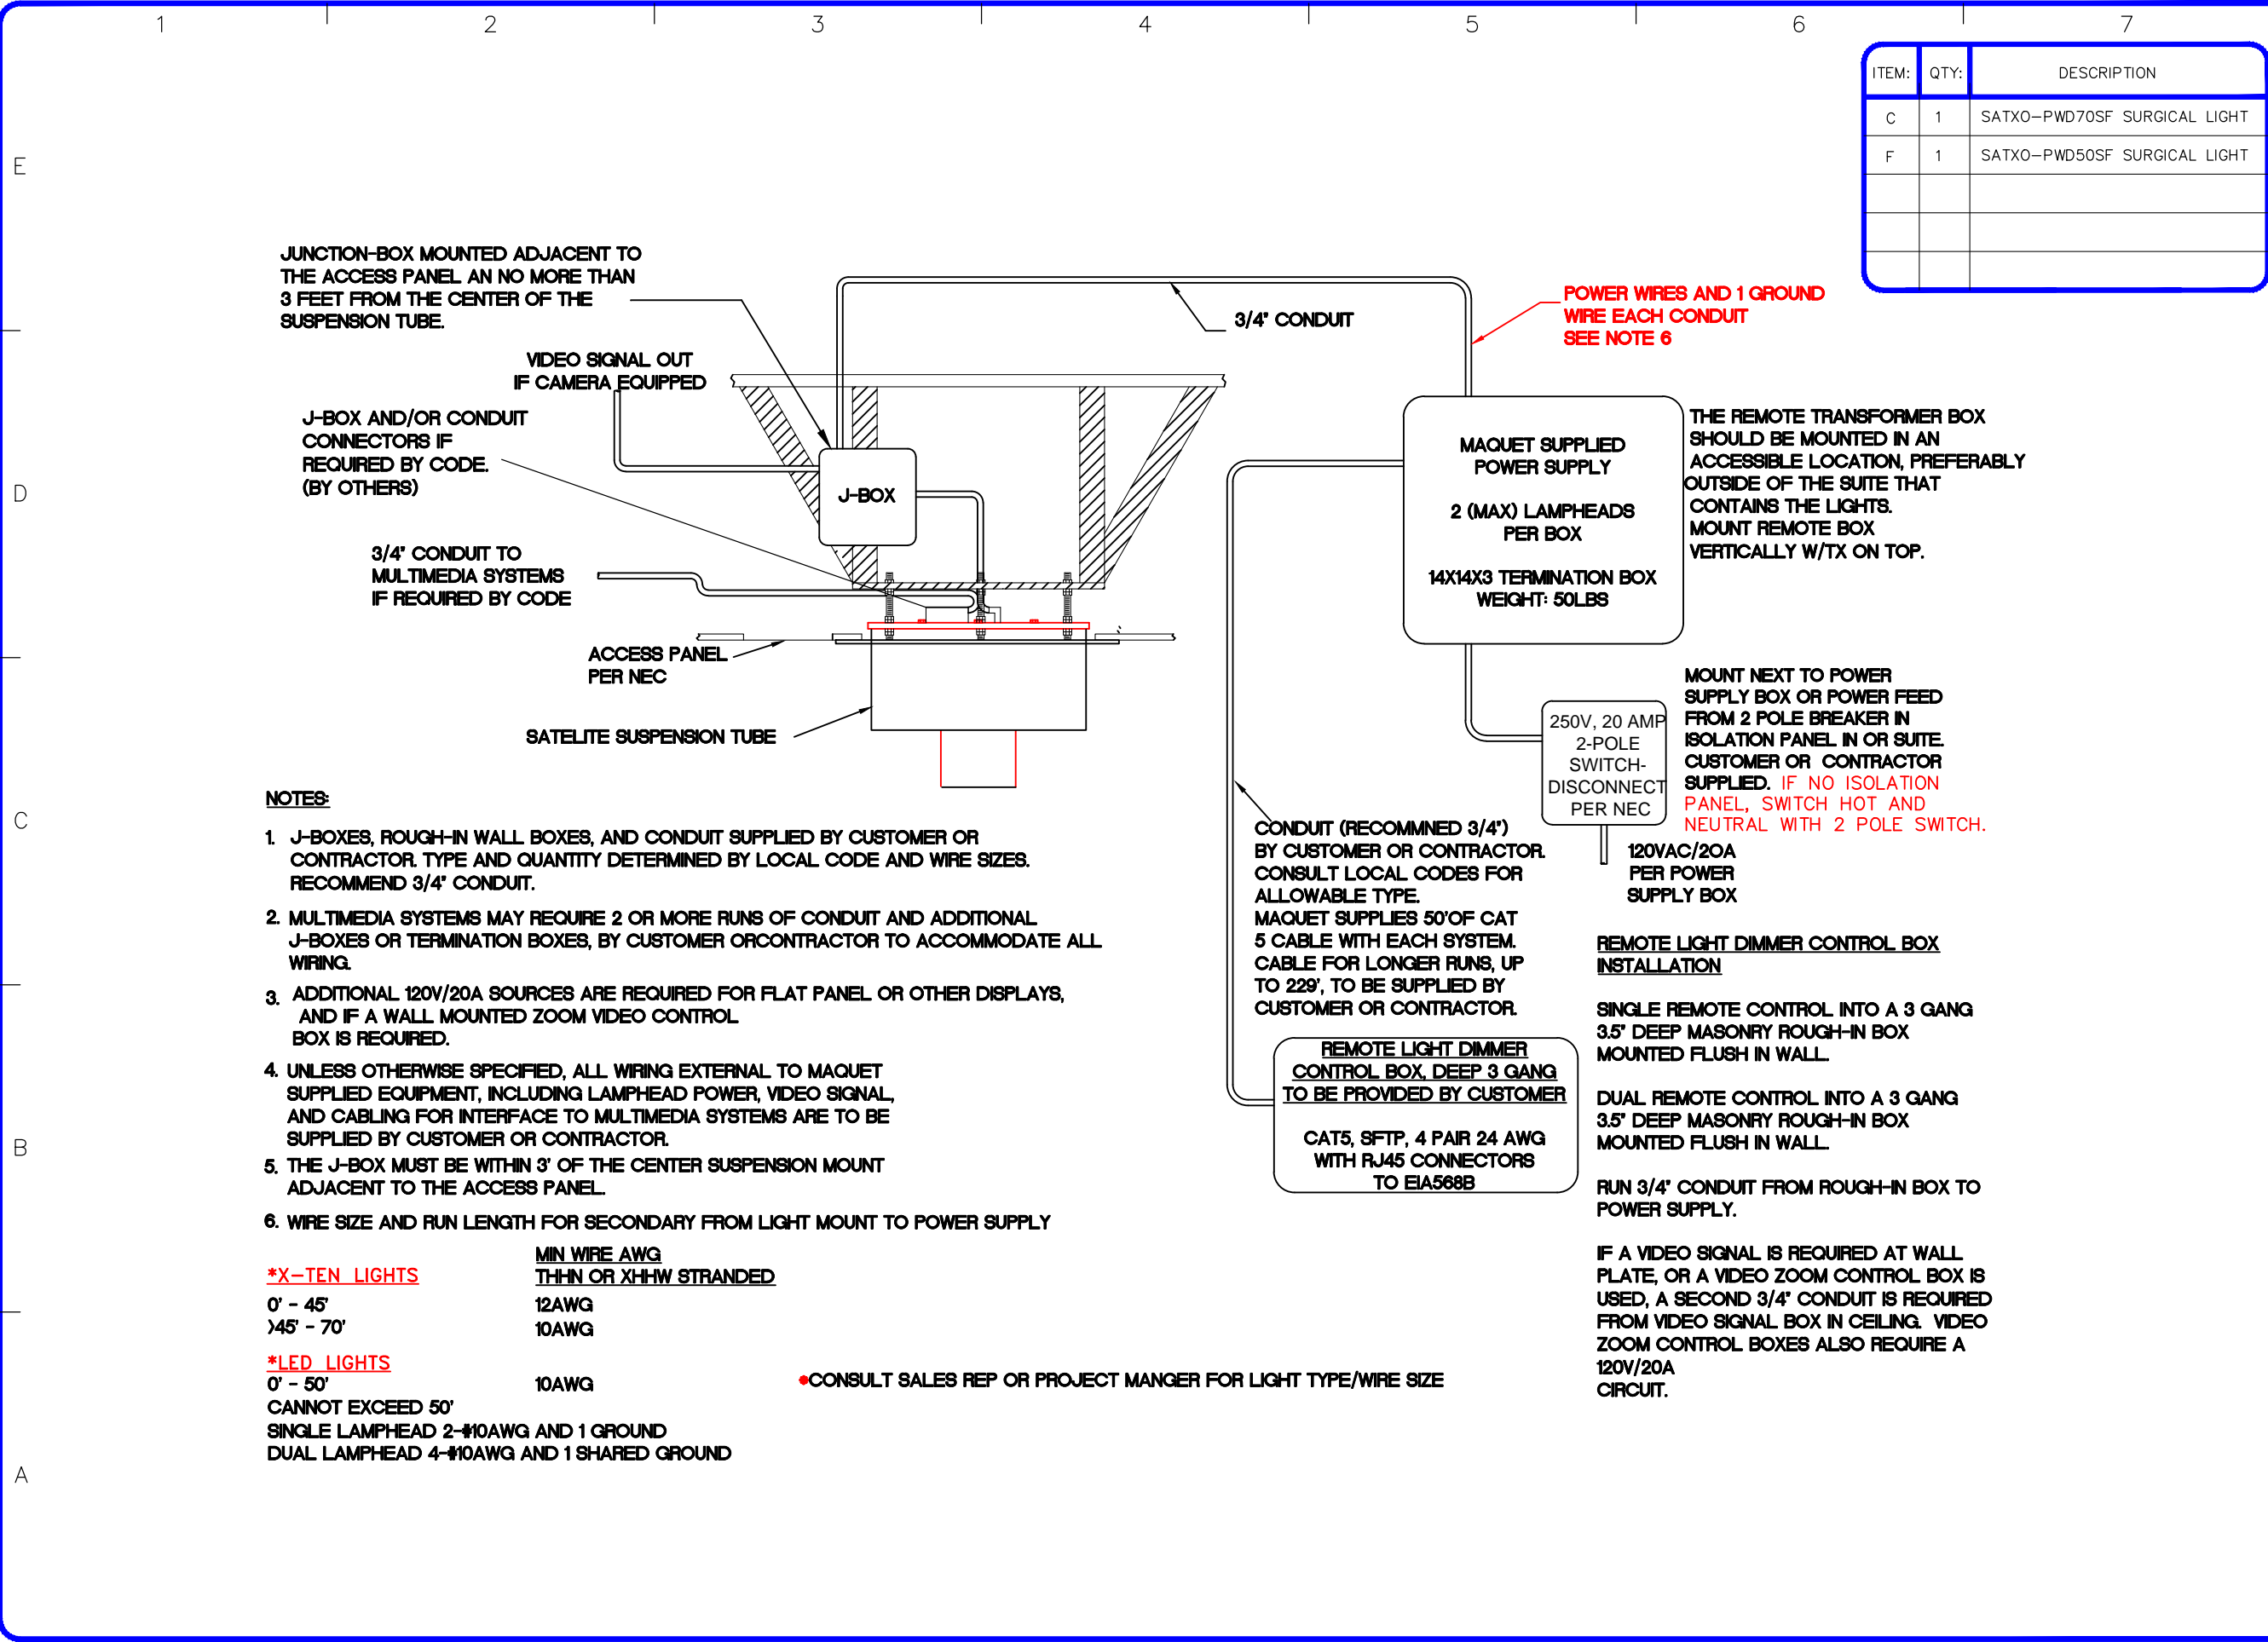 1 2 3 4 5 6 7
ITEM: QTY: DESCRIPTION
C 1 SATXO-PWD70SF SURGICAL LIGHT
F 1 SATXO-PWD50SF SURGICAL LIGHT
E
D
C
B
A
JUNCTION-BOX MOUNTED ADJACENT TO
THE ACCESS PANEL AN NO MORE THAN
3 FEET FROM THE CENTER OF THE
SUSPENSION TUBE.
VIDEO SIGNAL OUT
IF CAMERA EQUIPPED
J-BOX AND/OR CONDUIT
CONNECTORS IF
REQUIRED BY CODE.
(BY OTHERS)
3/4" CONDUIT TO
MULTIMEDIA SYSTEMS
IF REQUIRED BY CODE
ACCESS PANEL
PER NEC
SATELITE SUSPENSION TUBE
J-BOX
3/4" CONDUIT
POWER WIRES AND 1 GROUND
WIRE EACH CONDUIT
SEE NOTE 6
MAQUET SUPPLIED
POWER SUPPLY
2 (MAX) LAMPHEADS
PER BOX
14X14X3 TERMINATION BOX
WEIGHT: 50LBS
THE REMOTE TRANSFORMER BOX
SHOULD BE MOUNTED IN AN
ACCESSIBLE LOCATION, PREFERABLY
OUTSIDE OF THE SUITE THAT
CONTAINS THE LIGHTS.
MOUNT REMOTE BOX
VERTICALLY W/TX ON TOP.
250V, 20 AMP
2-POLE
SWITCH-
DISCONNECT
PER NEC
MOUNT NEXT TO POWER
SUPPLY BOX OR POWER FEED
FROM 2 POLE BREAKER IN
ISOLATION PANEL IN OR SUITE.
CUSTOMER OR CONTRACTOR
SUPPLIED. IF NO ISOLATION
PANEL, SWITCH HOT AND
NEUTRAL WITH 2 POLE SWITCH.
120VAC/20A
PER POWER
SUPPLY BOX
CONDUIT (RECOMMNED 3/4")
BY CUSTOMER OR CONTRACTOR.
CONSULT LOCAL CODES FOR
ALLOWABLE TYPE.
MAQUET SUPPLIES 50'OF CAT
5 CABLE WITH EACH SYSTEM.
CABLE FOR LONGER RUNS, UP
TO 229', TO BE SUPPLIED BY
CUSTOMER OR CONTRACTOR.
REMOTE LIGHT DIMMER
CONTROL BOX, DEEP 3 GANG
TO BE PROVIDED BY CUSTOMER
CAT5, SFTP, 4 PAIR 24 AWG
WITH RJ45 CONNECTORS
TO EIA568B
REMOTE LIGHT DIMMER CONTROL BOX
INSTALLATION
SINGLE REMOTE CONTROL INTO A 3 GANG
3.5" DEEP MASONRY ROUGH-IN BOX
MOUNTED FLUSH IN WALL.
DUAL REMOTE CONTROL INTO A 3 GANG
3.5" DEEP MASONRY ROUGH-IN BOX
MOUNTED FLUSH IN WALL.
RUN 3/4" CONDUIT FROM ROUGH-IN BOX TO
POWER SUPPLY.
IF A VIDEO SIGNAL IS REQUIRED AT WALL
PLATE, OR A VIDEO ZOOM CONTROL BOX IS
USED, A SECOND 3/4" CONDUIT IS REQUIRED
FROM VIDEO SIGNAL BOX IN CEILING. VIDEO
ZOOM CONTROL BOXES ALSO REQUIRE A
120V/20A
CIRCUIT.
NOTES:
1. J-BOXES, ROUGH-IN WALL BOXES, AND CONDUIT SUPPLIED BY CUSTOMER OR
CONTRACTOR. TYPE AND QUANTITY DETERMINED BY LOCAL CODE AND WIRE SIZES.
RECOMMEND 3/4" CONDUIT.
2. MULTIMEDIA SYSTEMS MAY REQUIRE 2 OR MORE RUNS OF CONDUIT AND ADDITIONAL
J-BOXES OR TERMINATION BOXES, BY CUSTOMER ORCONTRACTOR TO ACCOMMODATE ALL
WIRING.
3. ADDITIONAL 120V/20A SOURCES ARE REQUIRED FOR FLAT PANEL OR OTHER DISPLAYS,
AND IF A WALL MOUNTED ZOOM VIDEO CONTROL
BOX IS REQUIRED.
4. UNLESS OTHERWISE SPECIFIED, ALL WIRING EXTERNAL TO MAQUET
SUPPLIED EQUIPMENT, INCLUDING LAMPHEAD POWER, VIDEO SIGNAL,
AND CABLING FOR INTERFACE TO MULTIMEDIA SYSTEMS ARE TO BE
SUPPLIED BY CUSTOMER OR CONTRACTOR.
5. THE J-BOX MUST BE WITHIN 3' OF THE CENTER SUSPENSION MOUNT
ADJACENT TO THE ACCESS PANEL.
6. WIRE SIZE AND RUN LENGTH FOR SECONDARY FROM LIGHT MOUNT TO POWER SUPPLY
MIN WIRE AWG
*X-TEN LIGHTS THHN OR XHHW STRANDED
0' - 45' 12AWG
>45' - 70' 10AWG
*LED LIGHTS
0' - 50' 10AWG
CANNOT EXCEED 50'
SINGLE LAMPHEAD 2-#10AWG AND 1 GROUND
DUAL LAMPHEAD 4-#10AWG AND 1 SHARED GROUND
•CONSULT SALES REP OR PROJECT MANGER FOR LIGHT TYPE/WIRE SIZE